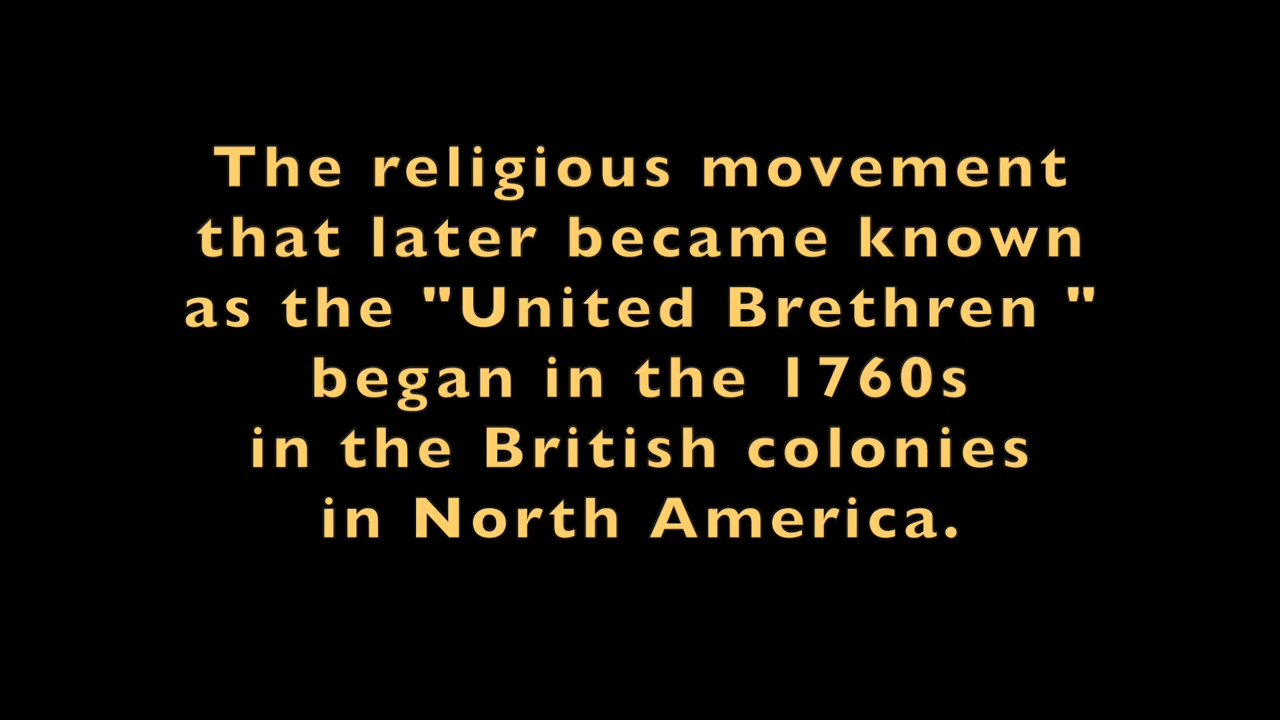 The religious movement
that later became known
as the "United Brethren "
began in the 1760s
in the British colonies
in North America.